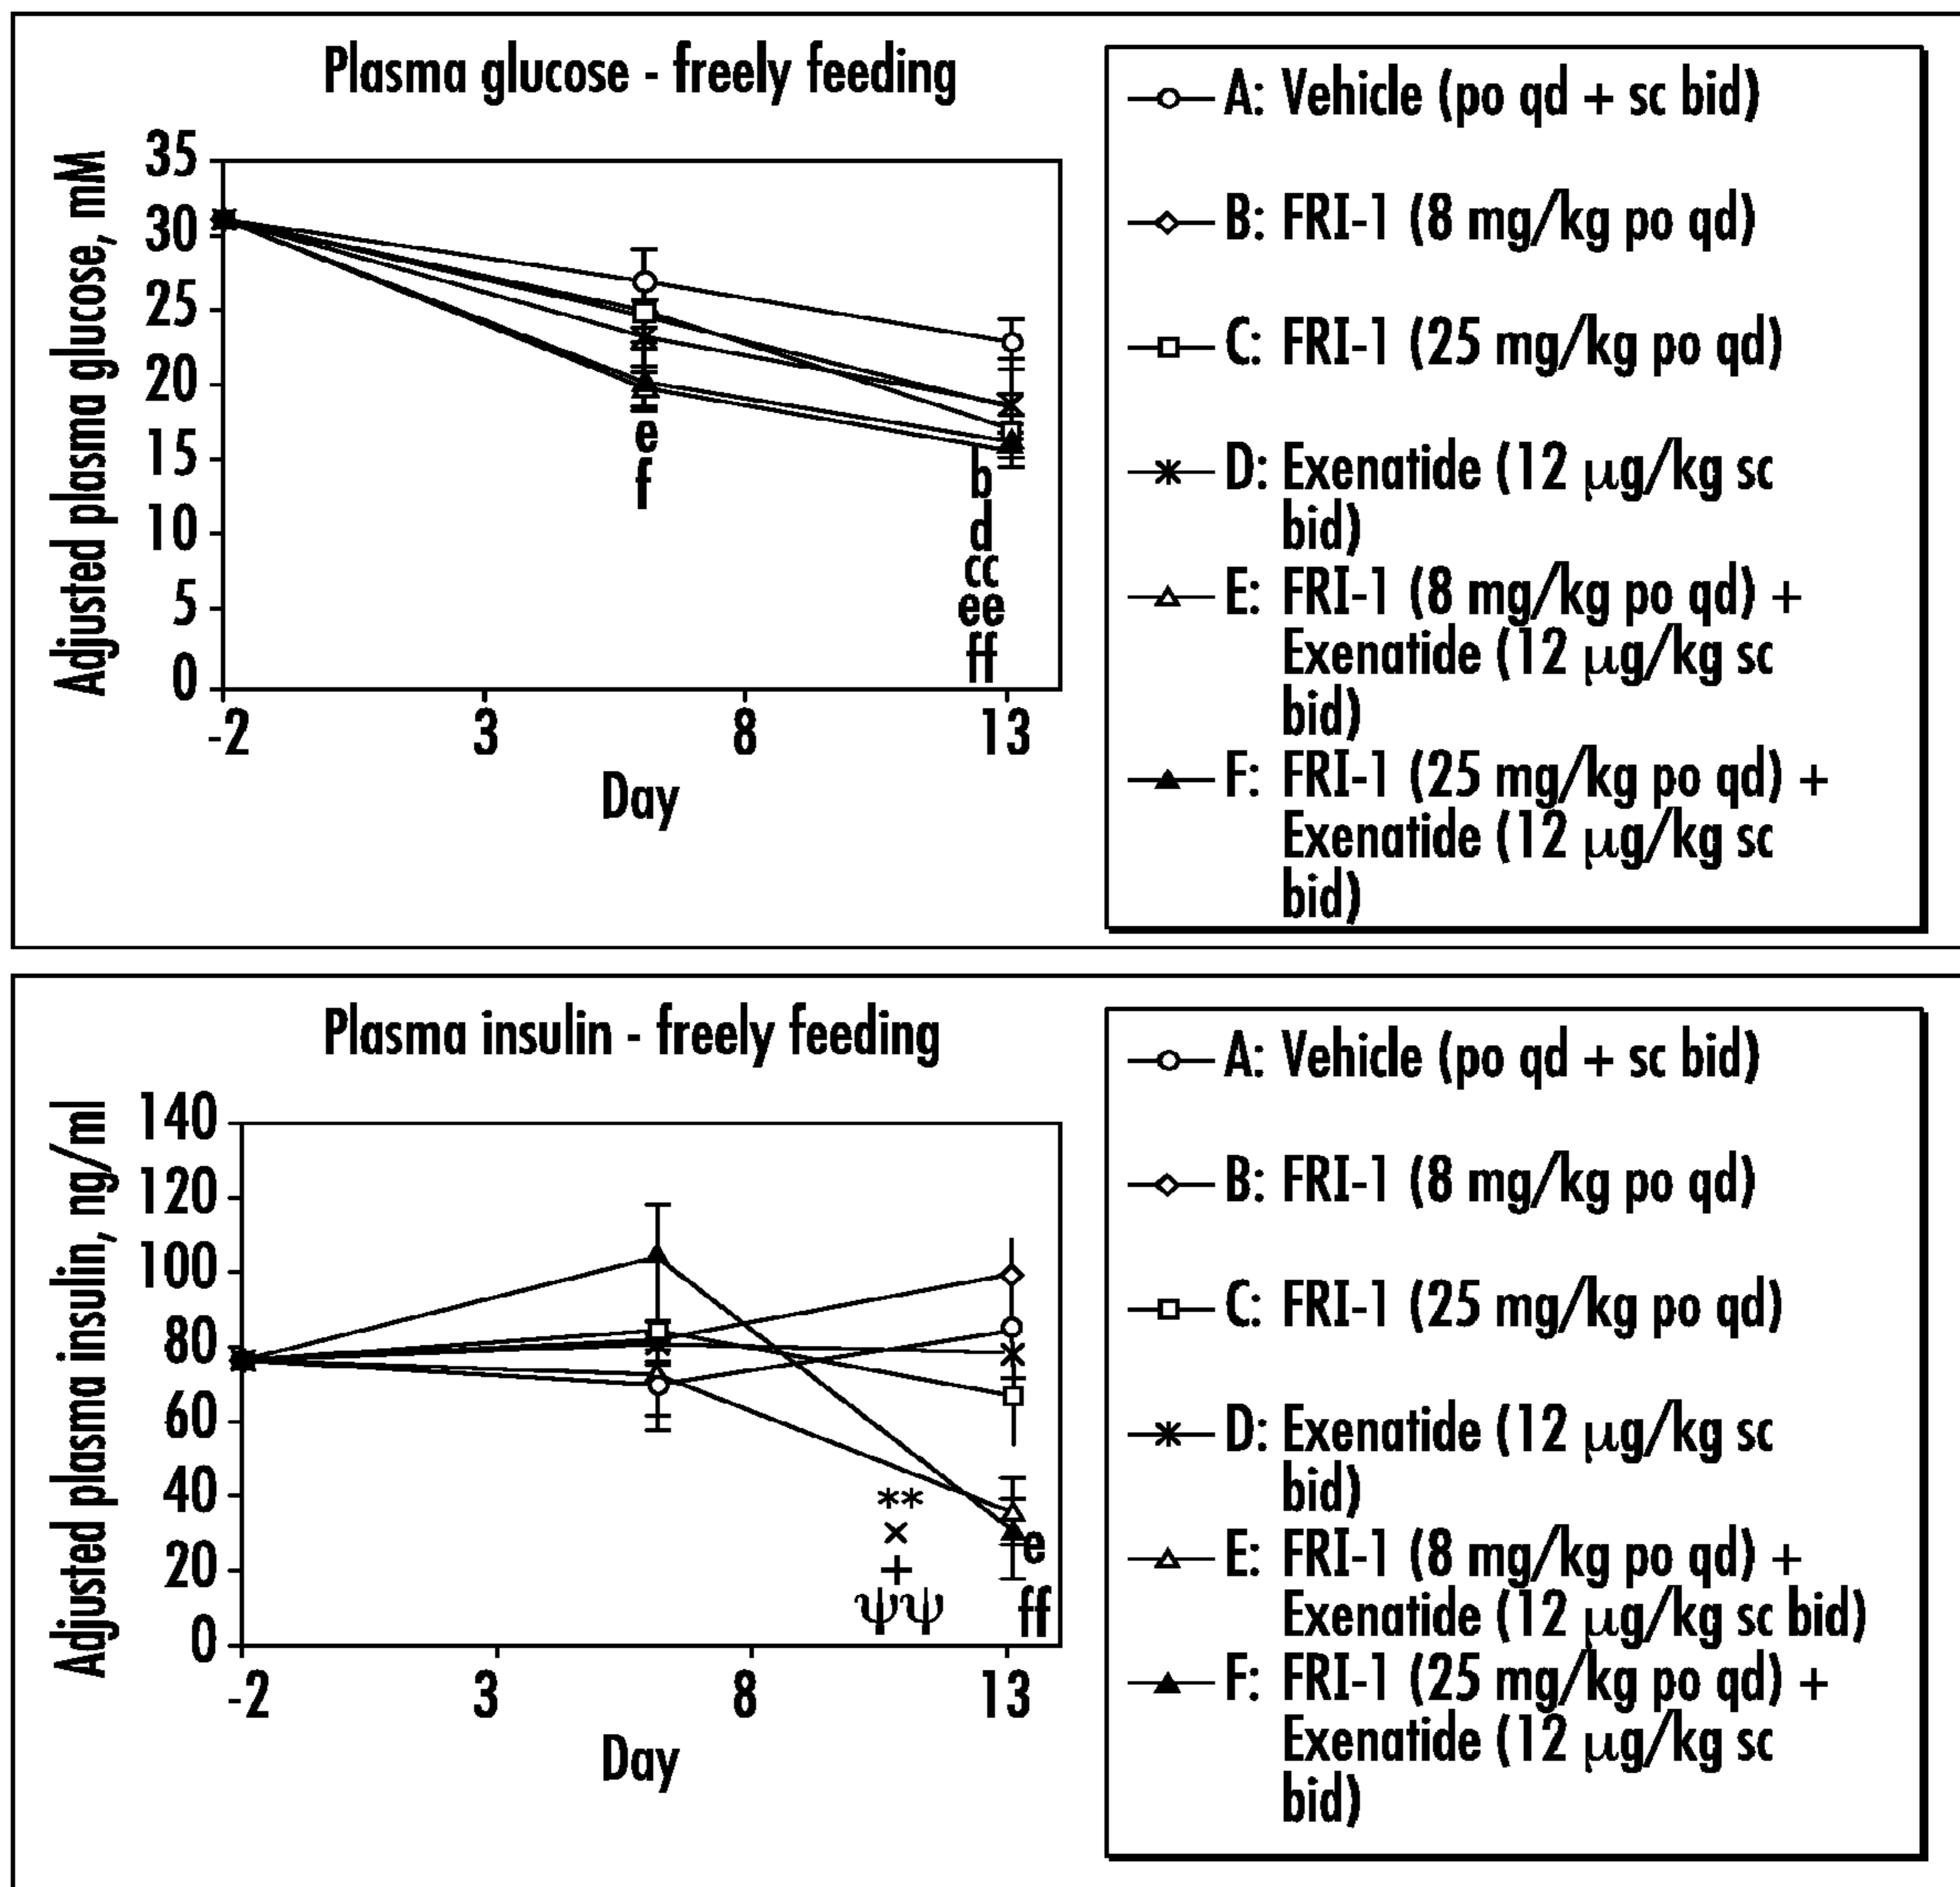 Plasma glucose - freely feeding
Adjusted plasma glucose, mM
35
30
25
20
15
10
5
0
-2
3
8
13
Day
e
f
b
d
cc
ee
ff
A: Vehicle (po qd + sc bid)
B: FRI-1 (8 mg/kg po qd)
C: FRI-1 (25 mg/kg po qd)
D: Exenatide (12 μg/kg sc
bid)
E: FRI-1 (8 mg/kg po qd) +
Exenatide (12 μg/kg sc
bid)
F: FRI-1 (25 mg/kg po qd) +
Exenatide (12 μg/kg sc
bid)
Plasma insulin - freely feeding
Adjusted plasma insulin, ng/ml
140
120
100
80
60
40
20
0
-2
3
8
13
Day
**
×
+
ψψ
e
ff
A: Vehicle (po qd + sc bid)
B: FRI-1 (8 mg/kg po qd)
C: FRI-1 (25 mg/kg po qd)
D: Exenatide (12 μg/kg sc
bid)
E: FRI-1 (8 mg/kg po qd) +
Exenatide (12 μg/kg sc bid)
F: FRI-1 (25 mg/kg po qd) +
Exenatide (12 μg/kg sc
bid)